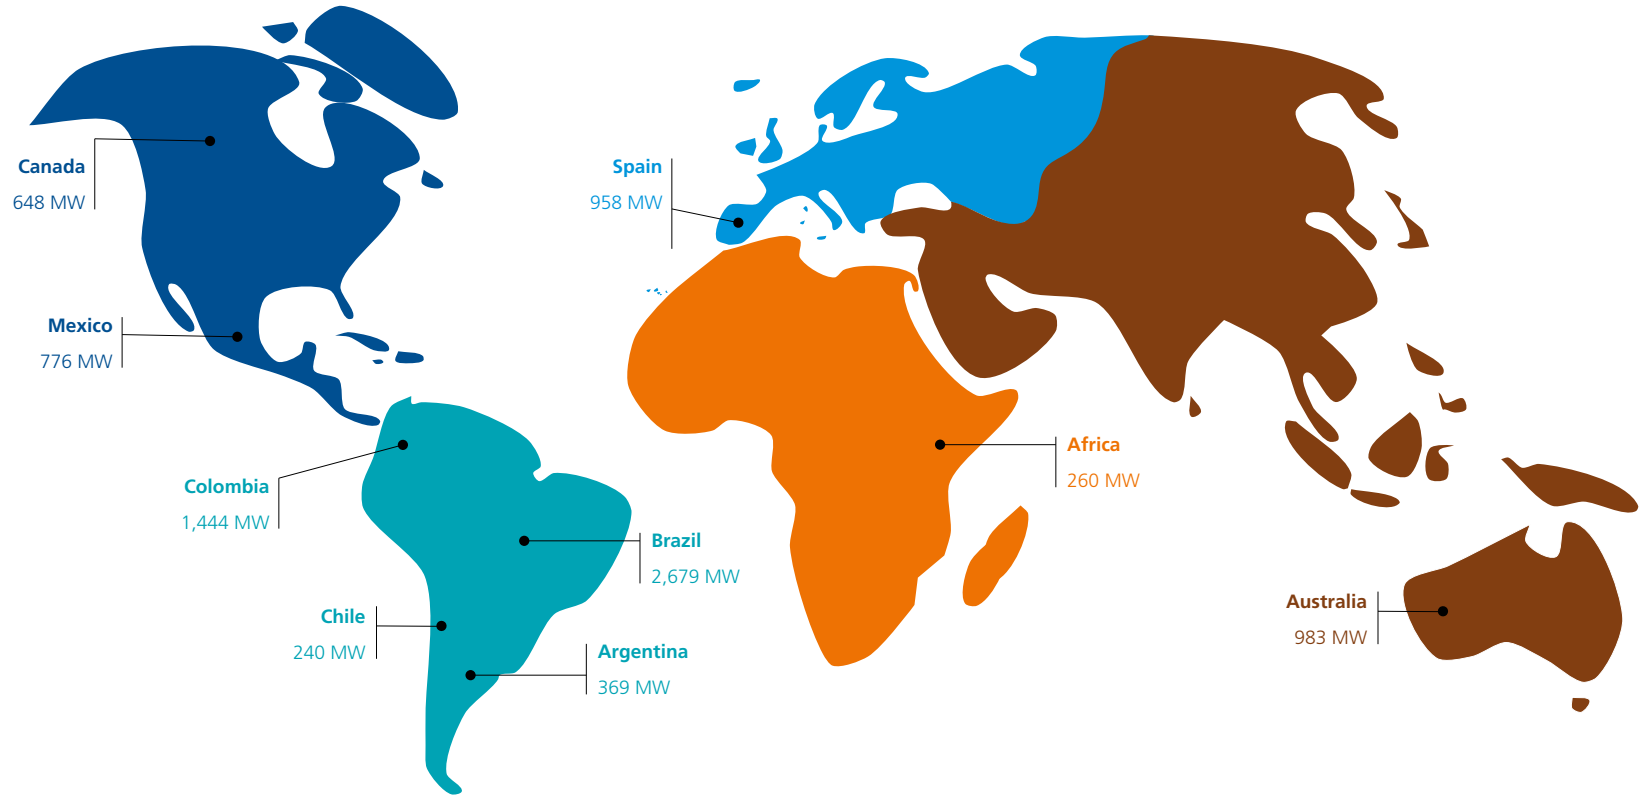 Canada
648 MW
Mexico
776 MW
Colombia
1,444 MW
Brazil
2,679 MW
Chile
240 MW
Argentina
369 MW
Spain
958 MW
Africa
260 MW
Australia
983 MW